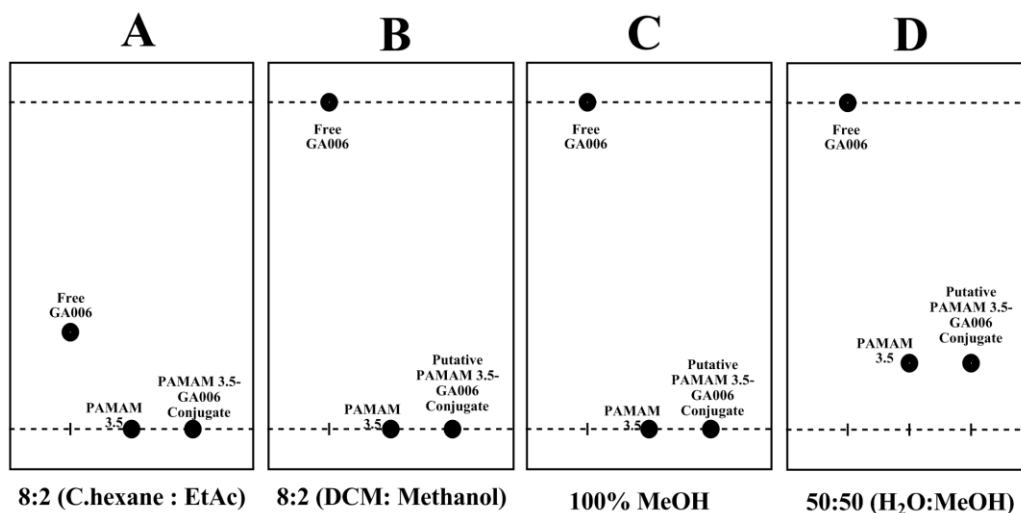 A
Free
GA006
PAMAM
3.5
PAMAM 3.5-
GA006
Conjugate
8:2 (C.hexane : EtAc)
B
Free
GA006
PAMAM
3.5
Putative
PAMAM 3.5-
GA006
Conjugate
8:2 (DCM: Methanol)
C
Free
GA006
PAMAM
3.5
Putative
PAMAM 3.5-
GA006
Conjugate
100% MeOH
D
Free
GA006
PAMAM
3.5
Putative
PAMAM 3.5-
GA006
Conjugate
50:50 (H₂O:MeOH)